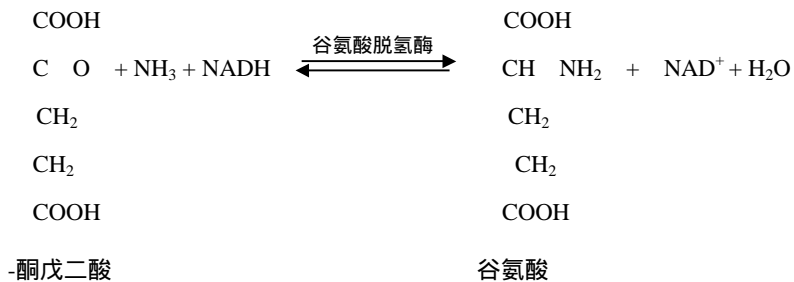 COOH COOH
谷氨酸脱氢酶
C O + NH₃ + NADH CH NH₂ + NAD⁺ + H₂O
CH₂ CH₂
CH₂ CH₂
COOH COOH
-酮戊二酸 谷氨酸